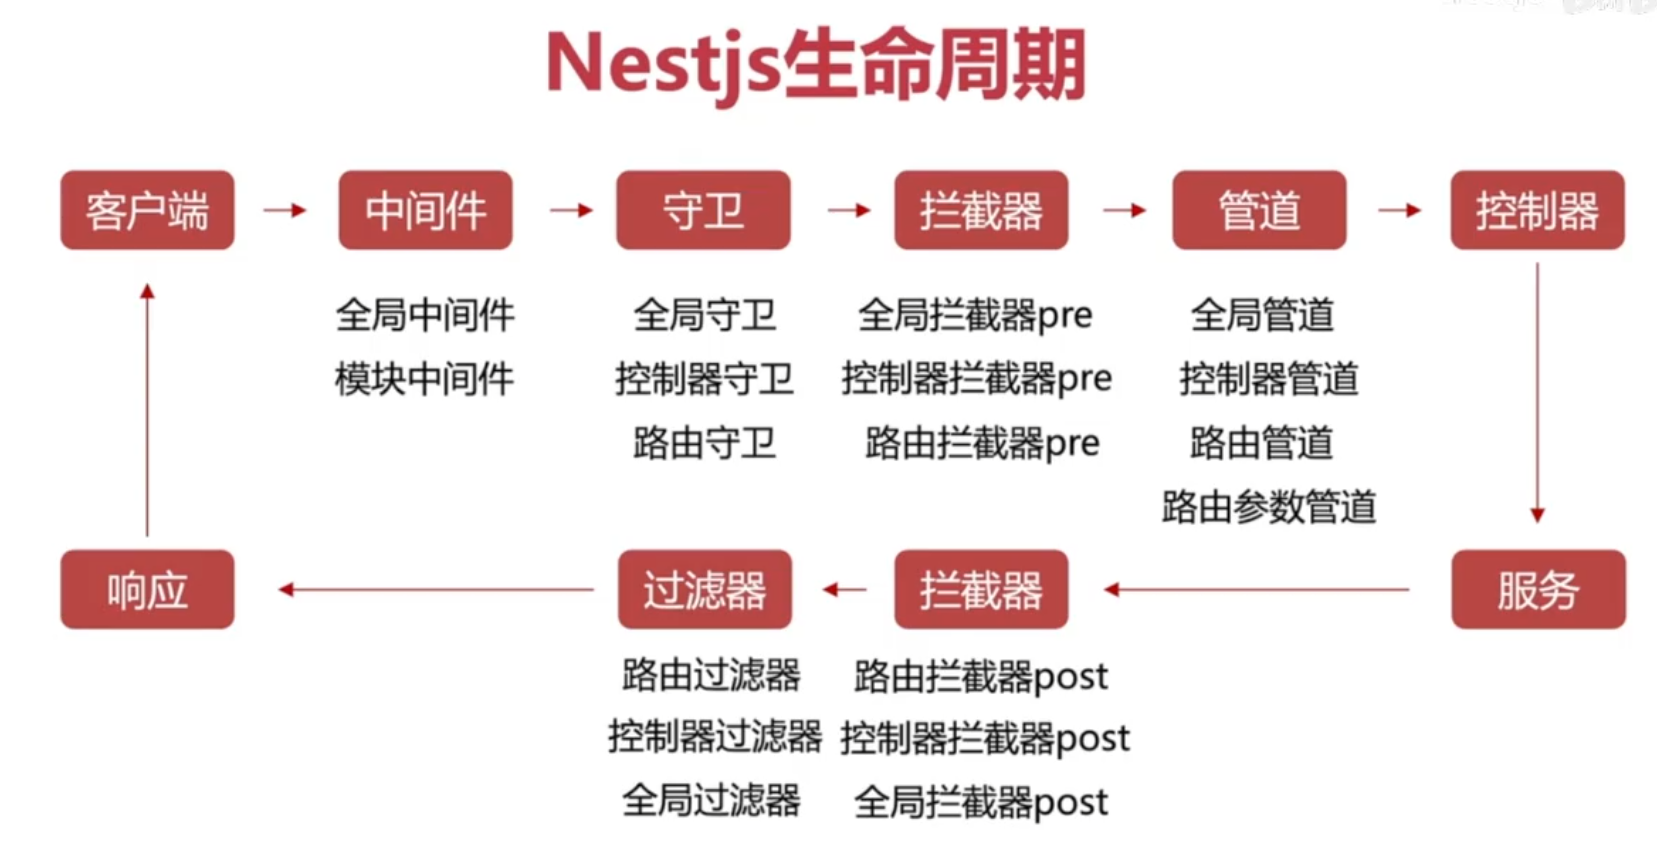 Nestjs生命周期
客户端
中间件
守卫
拦截器
管道
控制器
全局中间件
全局守卫
全局拦截器pre
全局管道
模块中间件
控制器守卫
控制器拦截器pre
控制器管道
路由守卫
路由拦截器pre
路由管道
路由参数管道
响应
过滤器
拦截器
服务
路由过滤器
路由拦截器post
控制器过滤器
控制器拦截器post
全局过滤器
全局拦截器post